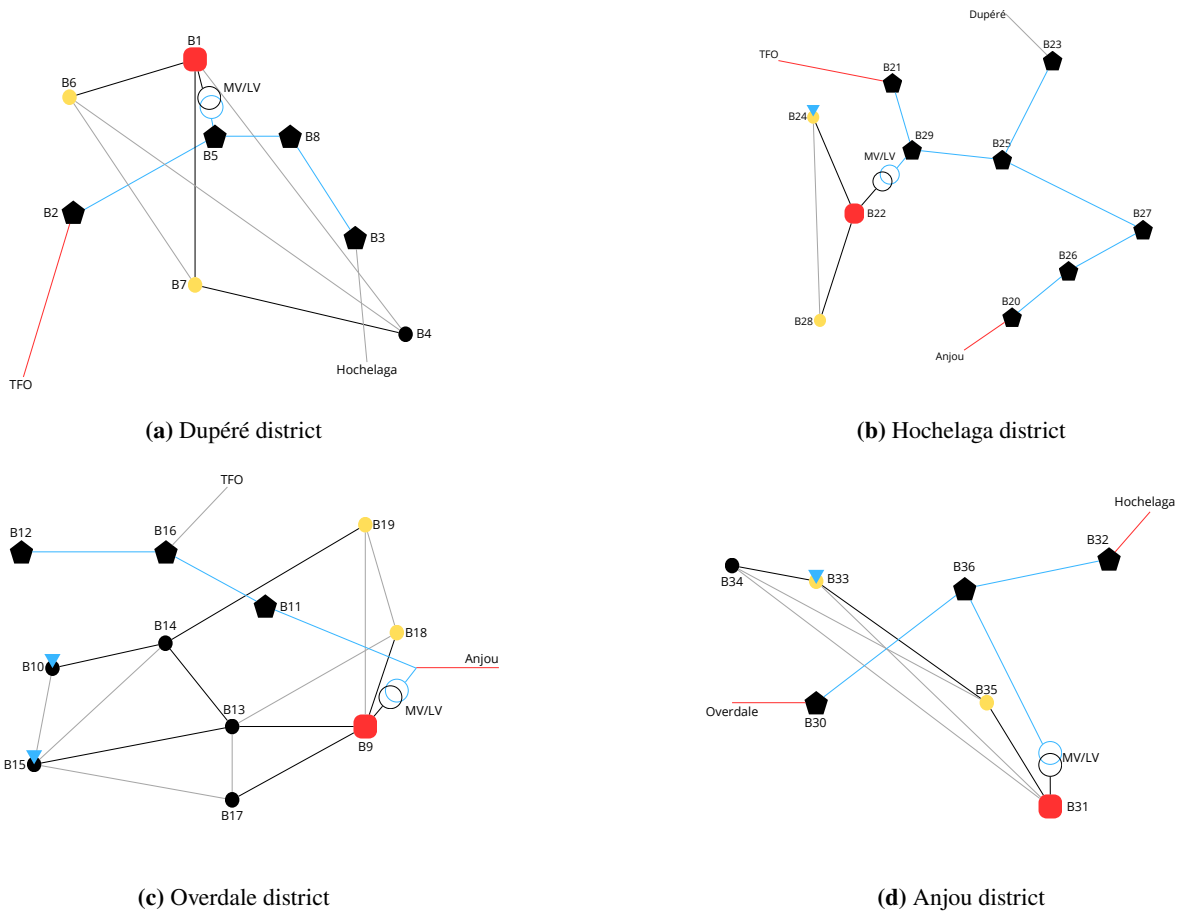 B1
B6
MV/LV
B8
B5
B2
B3
B7
B4
Hochelaga
TFO
(a) Dupéré district
Dupéré
B23
TFO
B21
B24
B29
B25
MV/LV
B22
B27
B26
B20
B28
Anjou
(b) Hochelaga district
TFO
B12
B16
B19
B11
B14
B18
B10
Anjou
MV/LV
B13
B9
B15
B17
(c) Overdale district
Hochelaga
B32
B36
B33
B34
B35
Overdale
B30
MV/LV
B31
(d) Anjou district